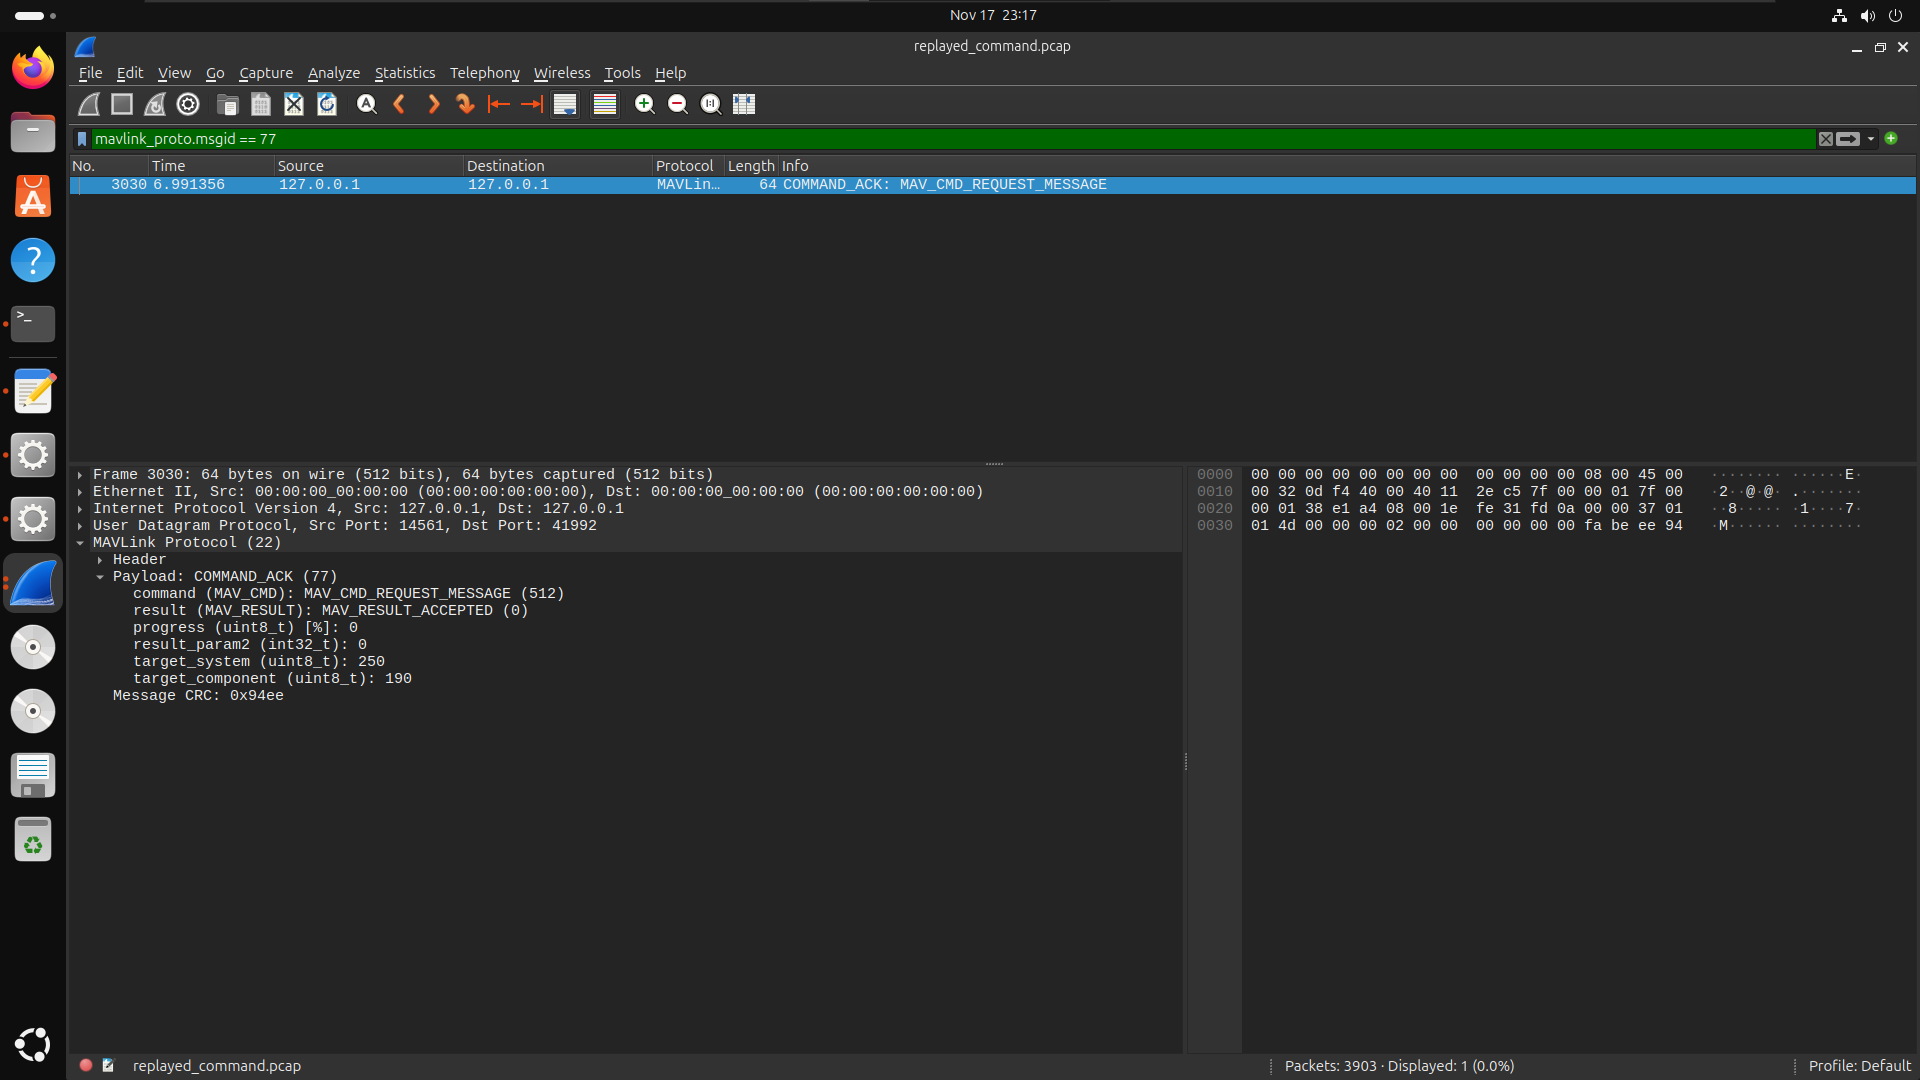 Nov 17 23:17
replayed_command.pcap
File Edit View Go Capture Analyze Statistics Telephony Wireless Tools Help
mavlink_proto.msgid == 77
No. Time Source Destination Protocol Length Info
3030 6.991356 127.0.0.1 127.0.0.1 MAVLin… 64 COMMAND_ACK: MAV_CMD_REQUEST_MESSAGE
Frame 3030: 64 bytes on wire (512 bits), 64 bytes captured (512 bits)
Ethernet II, Src: 00:00:00_00:00:00 (00:00:00:00:00:00), Dst: 00:00:00_00:00:00 (00:00:00:00:00:00)
Internet Protocol Version 4, Src: 127.0.0.1, Dst: 127.0.0.1
User Datagram Protocol, Src Port: 14561, Dst Port: 41992
MAVLink Protocol (22)
Header
Payload: COMMAND_ACK (77)
command (MAV_CMD): MAV_CMD_REQUEST_MESSAGE (512)
result (MAV_RESULT): MAV_RESULT_ACCEPTED (0)
progress (uint8_t) [%]: 0
result_param2 (int32_t): 0
target_system (uint8_t): 250
target_component (uint8_t): 190
Message CRC: 0x94ee
0000 00 00 00 00 00 00 00 00 00 00 00 00 08 00 45 00 ········ ······E·
0010 00 32 0d f4 40 00 40 11 2e c5 7f 00 00 01 7f 00 ·2··@·@· .·······
0020 00 01 38 e1 a4 08 00 1e fe 31 fd 0a 00 00 37 01 ··8····· ·1····7·
0030 01 4d 00 00 00 02 00 00 00 00 00 00 fa be ee 94 ·M······ ········
replayed_command.pcap
Packets: 3903 · Displayed: 1 (0.0%)
Profile: Default